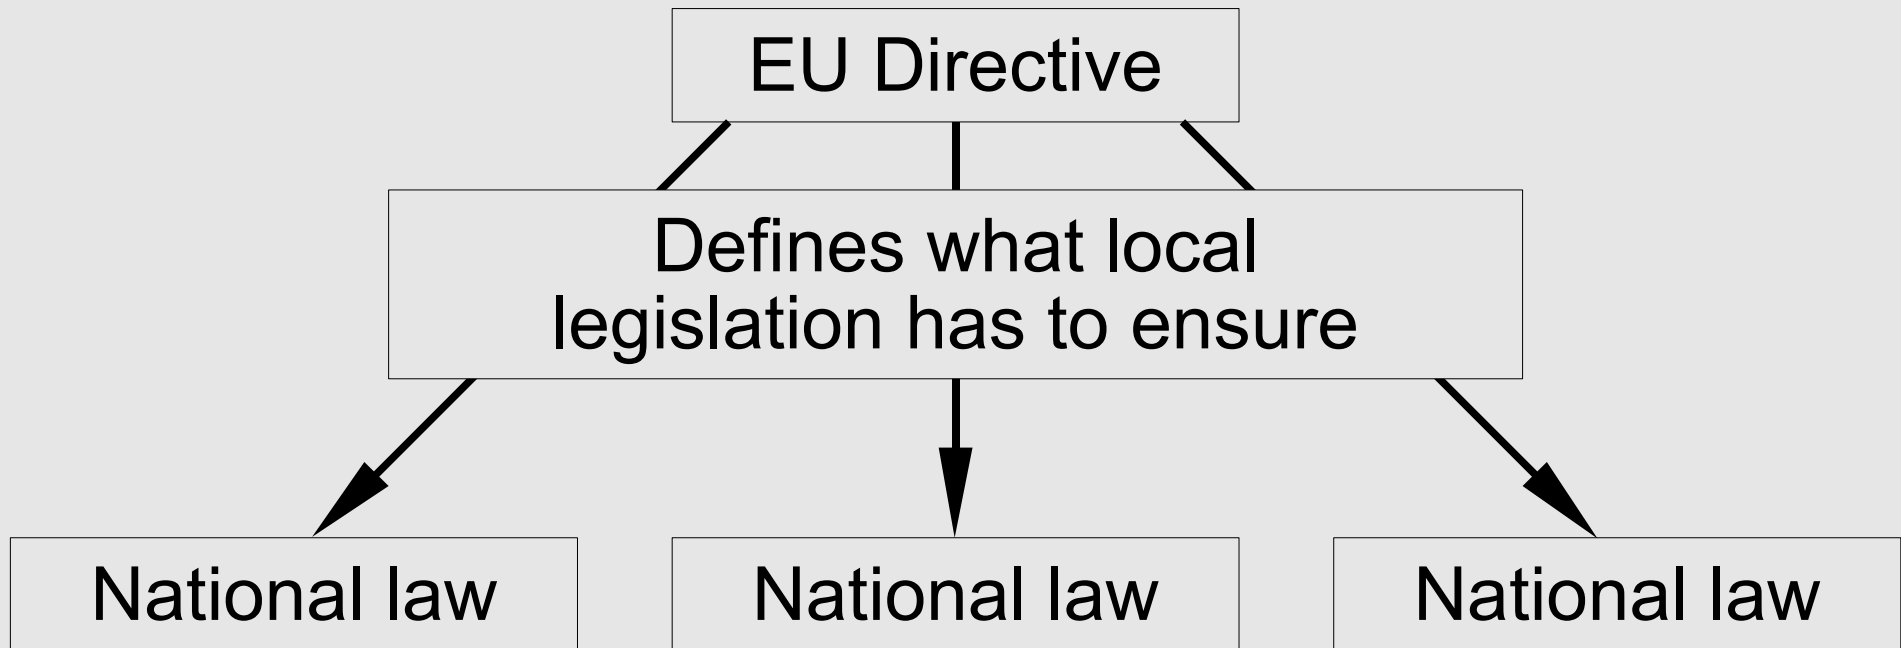 EU Directive
Defines what local
legislation has to ensure
National law
National law
National law